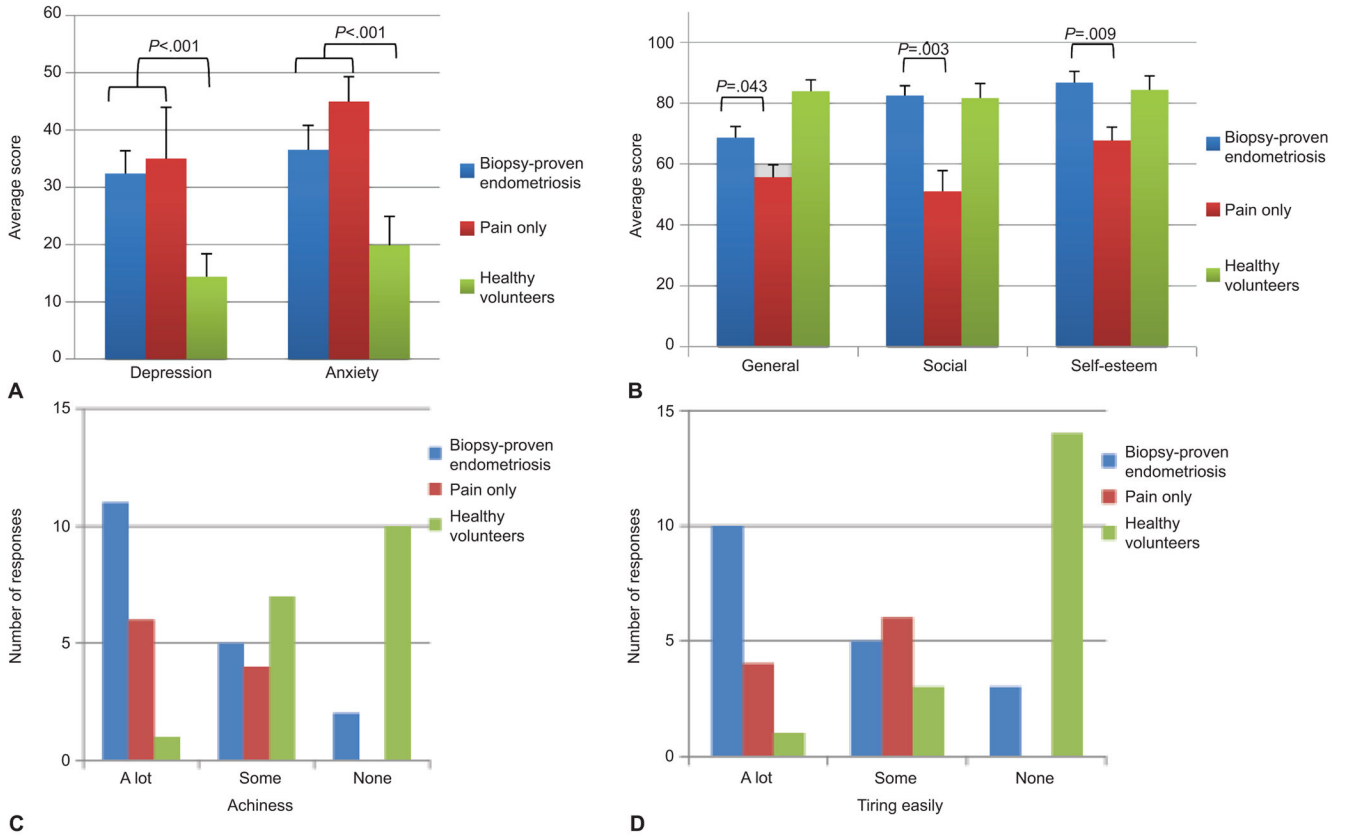 60
50
40
30
20
10
0
Average score
P<.001
P<.001
Depression
Anxiety
Biopsy-proven
endometriosis
Pain only
Healthy
volunteers
A
100
80
60
40
20
0
Average score
P=.043
P=.003
P=.009
General
Social
Self-esteem
Biopsy-proven
endometriosis
Pain only
Healthy
volunteers
B
15
10
5
0
Number of responses
A lot
Some
None
Achiness
Biopsy-proven
endometriosis
Pain only
Healthy
volunteers
C
15
10
5
0
Number of responses
A lot
Some
None
Tiring easily
Biopsy-proven
endometriosis
Pain only
Healthy
volunteers
D